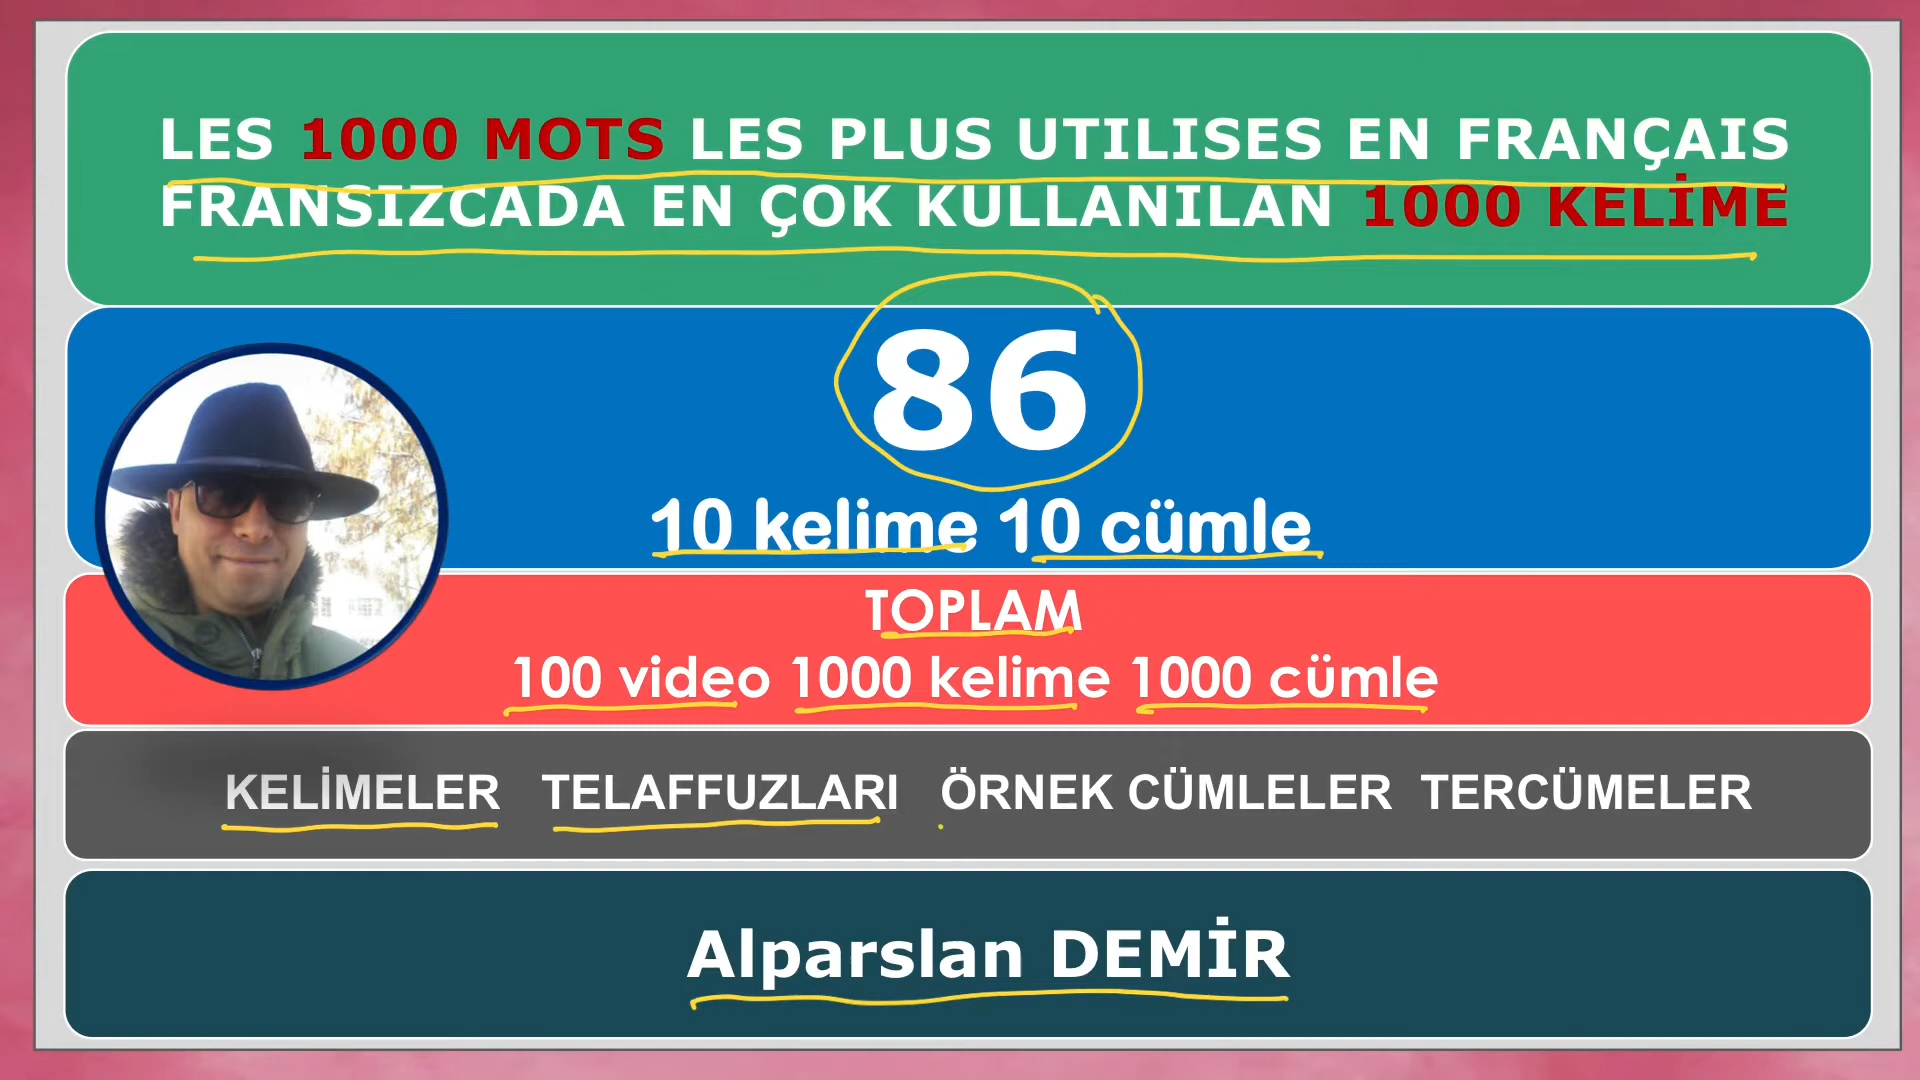 LES 1000 MOTS LES PLUS UTILISES EN FRANÇAIS
FRANSIZCADA EN ÇOK KULLANILAN 1000 KELİME
86
10 kelime 10 cümle
TOPLAM
100 video 1000 kelime 1000 cümle
KELİMELER TELAFFUZLARI ÖRNEK CÜMLELER TERCÜMELER
Alparslan DEMİR